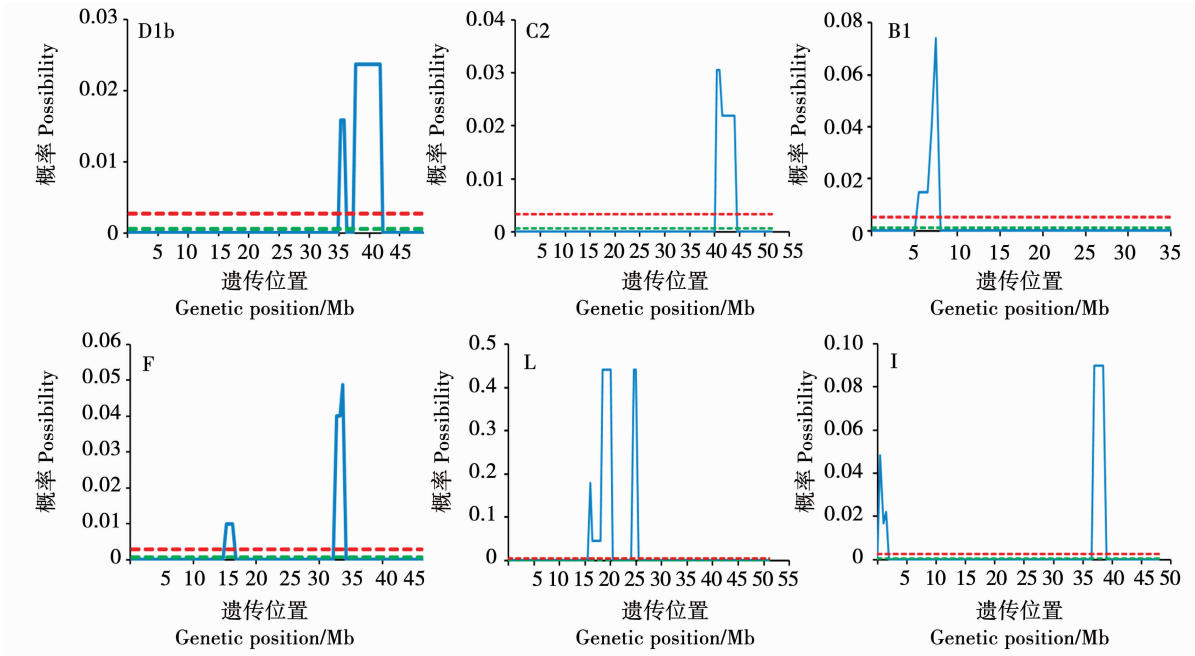 D1b
概率 Possibility
0.03
0.02
0.01
0
5 10 15 20 25 30 35 40 45
遗传位置
Genetic position/Mb
C2
概率 Possibility
0.04
0.03
0.02
0.01
0
5 10 15 20 25 30 35 40 45 50 55
遗传位置
Genetic position/Mb
B1
概率 Possibility
0.08
0.06
0.04
0.02
0
5 10 15 20 25 30 35
遗传位置
Genetic position/Mb
F
概率 Possibility
0.06
0.05
0.04
0.03
0.02
0.01
0
5 10 15 20 25 30 35 40 45
遗传位置
Genetic position/Mb
L
概率 Possibility
0.5
0.4
0.3
0.2
0.1
0
5 10 15 20 25 30 35 40 45 50 55
遗传位置
Genetic position/Mb
I
概率 Possibility
0.10
0.08
0.06
0.04
0.02
0
5 10 15 20 25 30 35 40 45 50
遗传位置
Genetic position/Mb